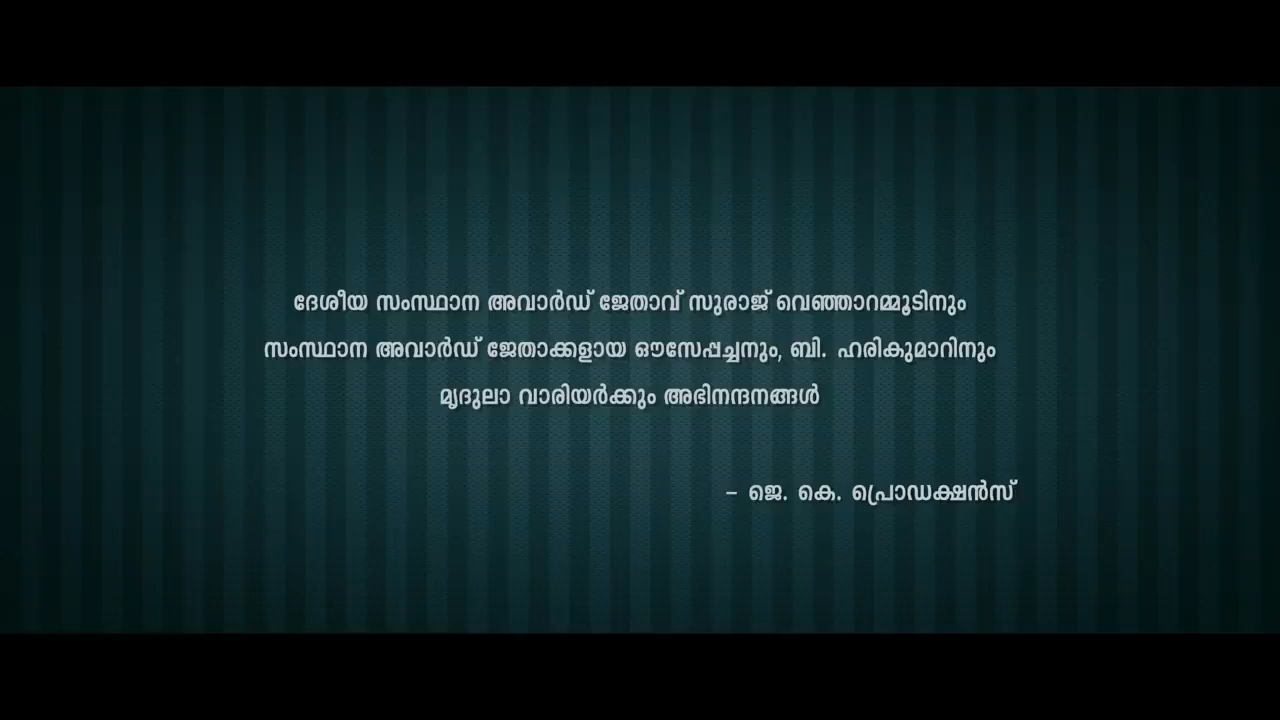 ദേശീയ സംസ്ഥാന അവാർഡ് ജേതാവ് സുരാജ് വെഞ്ഞാറമ്മൂടിനും
സംസ്ഥാന അവാർഡ് ജേതാക്കളായ ഔസേപ്പച്ചനും, ബി. ഹരികുമാറിനും
മൃദുലാ വാരിയർക്കും അഭിനന്ദനങ്ങൾ
– ജെ. കെ. പ്രൊഡക്ഷൻസ്